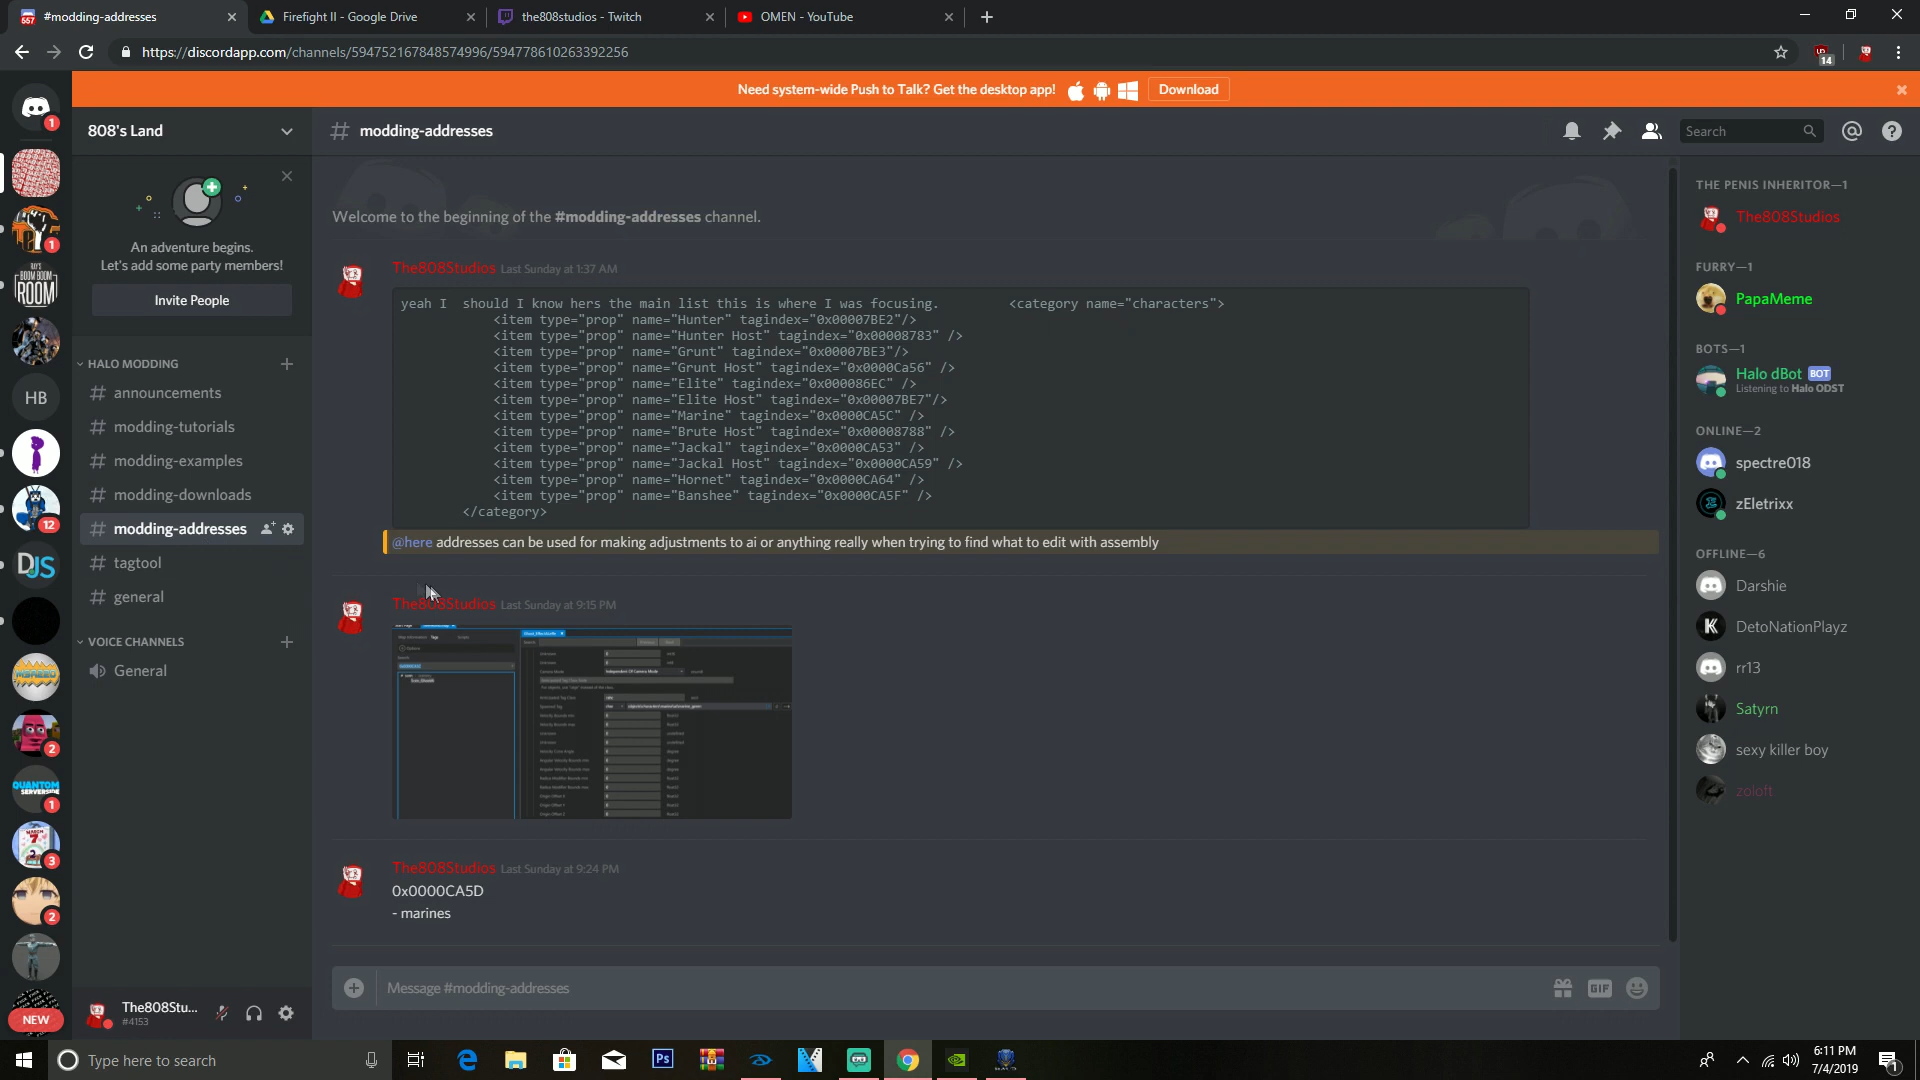 #modding-addresses
Firefight II - Google Drive
the808studios - Twitch
OMEN - YouTube
https://discordapp.com/channels/594752167848574996/594778610263392256
14
Need system-wide Push to Talk? Get the desktop app!
Download
808's Land
modding-addresses
Search
An adventure begins.
Let's add some party members!
Invite People
HALO MODDING
announcements
modding-tutorials
modding-examples
modding-downloads
modding-addresses
tagtool
general
VOICE CHANNELS
General
The808Stu...
#4153
Welcome to the beginning of the #modding-addresses channel.
The808Studios Last Sunday at 1:37 AM
yeah I  should I know hers the main list this is where I was focusing.         <category name="characters">
<item type="prop" name="Hunter" tagindex="0x00007BE2"/>
<item type="prop" name="Hunter Host" tagindex="0x00008783" />
<item type="prop" name="Grunt" tagindex="0x00007BE3"/>
<item type="prop" name="Grunt Host" tagindex="0x0000Ca56" />
<item type="prop" name="Elite" tagindex="0x000086EC" />
<item type="prop" name="Elite Host" tagindex="0x00007BE7"/>
<item type="prop" name="Marine" tagindex="0x0000CA5C" />
<item type="prop" name="Brute Host" tagindex="0x00008788" />
<item type="prop" name="Jackal" tagindex="0x0000CA53" />
<item type="prop" name="Jackal Host" tagindex="0x0000CA59" />
<item type="prop" name="Hornet" tagindex="0x0000CA64" />
<item type="prop" name="Banshee" tagindex="0x0000CA5F" />
</category>
@here addresses can be used for making adjustments to ai or anything really when trying to find what to edit with assembly
The808Studios Last Sunday at 9:15 PM
The808Studios Last Sunday at 9:24 PM
0x0000CA5D
- marines
Message #modding-addresses
GIF
THE PENIS INHERITOR—1
The808Studios
FURRY—1
PapaMeme
BOTS—1
Halo dBot BOT
Listening to Halo ODST
ONLINE—2
spectre018
zEletrixx
OFFLINE—6
Darshie
DetoNationPlayz
rr13
Satyrn
sexy killer boy
zoloft
HB
DJS
NEW
Type here to search
6:11 PM
7/4/2019